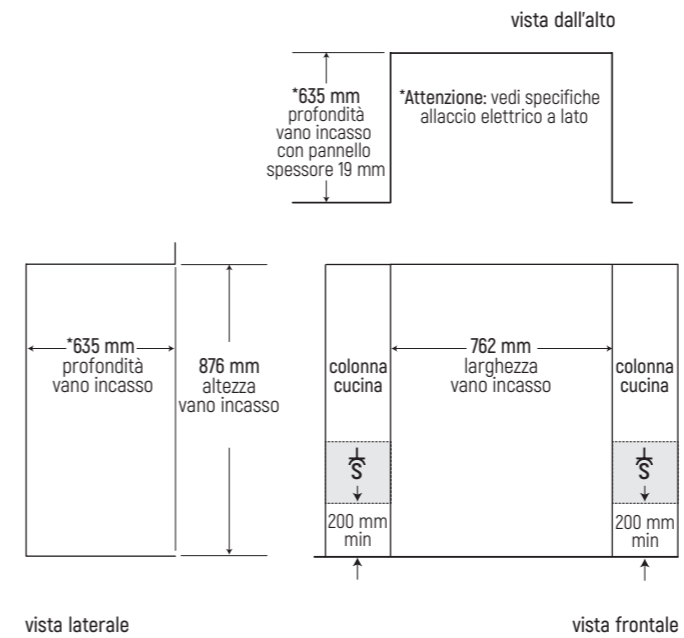 vista dall'alto
*635 mm
profondità
vano incasso
con pannello
spessore 19 mm
*Attenzione: vedi specifiche
allaccio elettrico a lato
*635 mm
profondità
vano incasso
876 mm
altezza
vano incasso
colonna
cucina
762 mm
larghezza
vano incasso
colonna
cucina
S
S
200 mm
min
200 mm
min
vista laterale
vista frontale